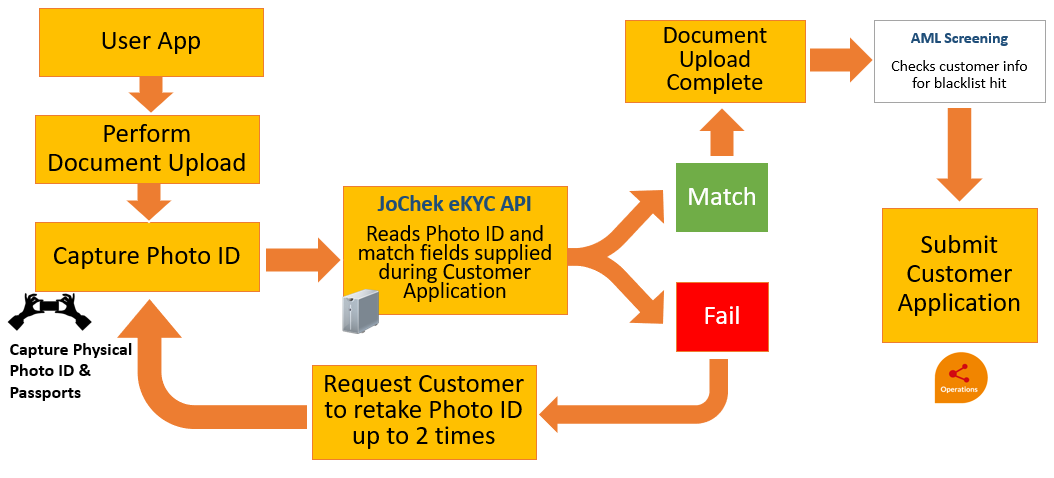 User App
Perform
Document Upload
Capture Photo ID
Capture Physical
Photo ID &
Passports
JoChek eKYC API
Reads Photo ID and
match fields supplied
during Customer
Application
Match
Fail
Request Customer
to retake Photo ID
up to 2 times
Document
Upload
Complete
AML Screening
Checks customer info
for blacklist hit
Submit
Customer
Application
Operations